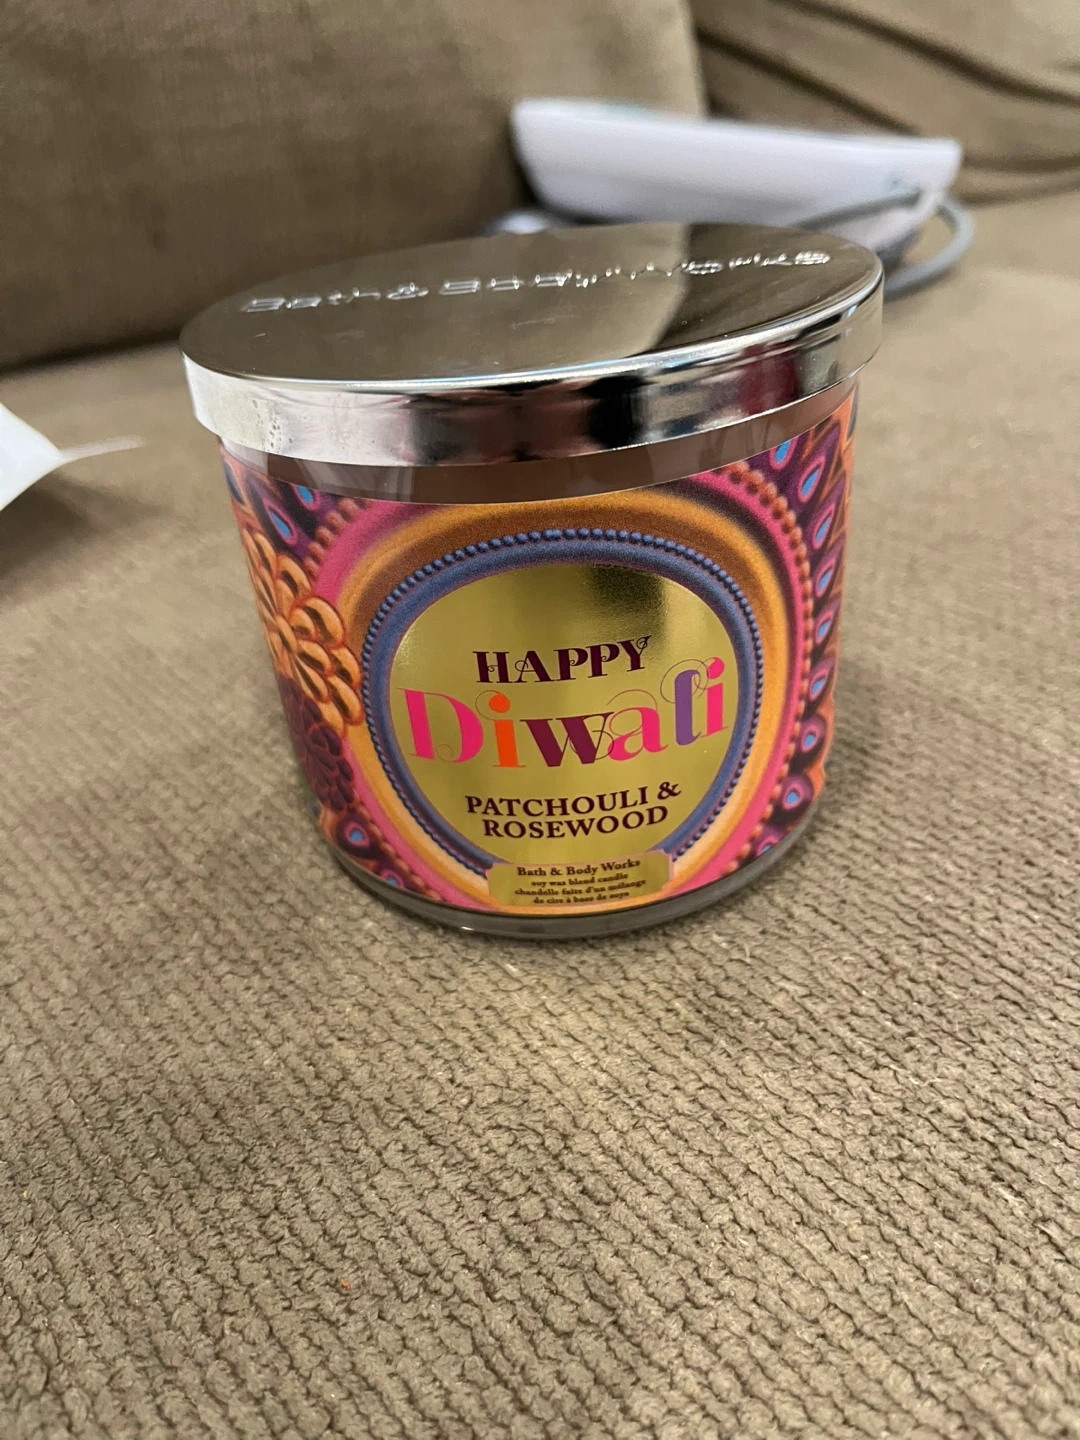 Bath & Body Works
HAPPY
Diwali
PATCHOULI &
ROSEWOOD
Bath & Body Works
soy wax blend candle
chandelle faite d'un mélange
de cire à base de soya